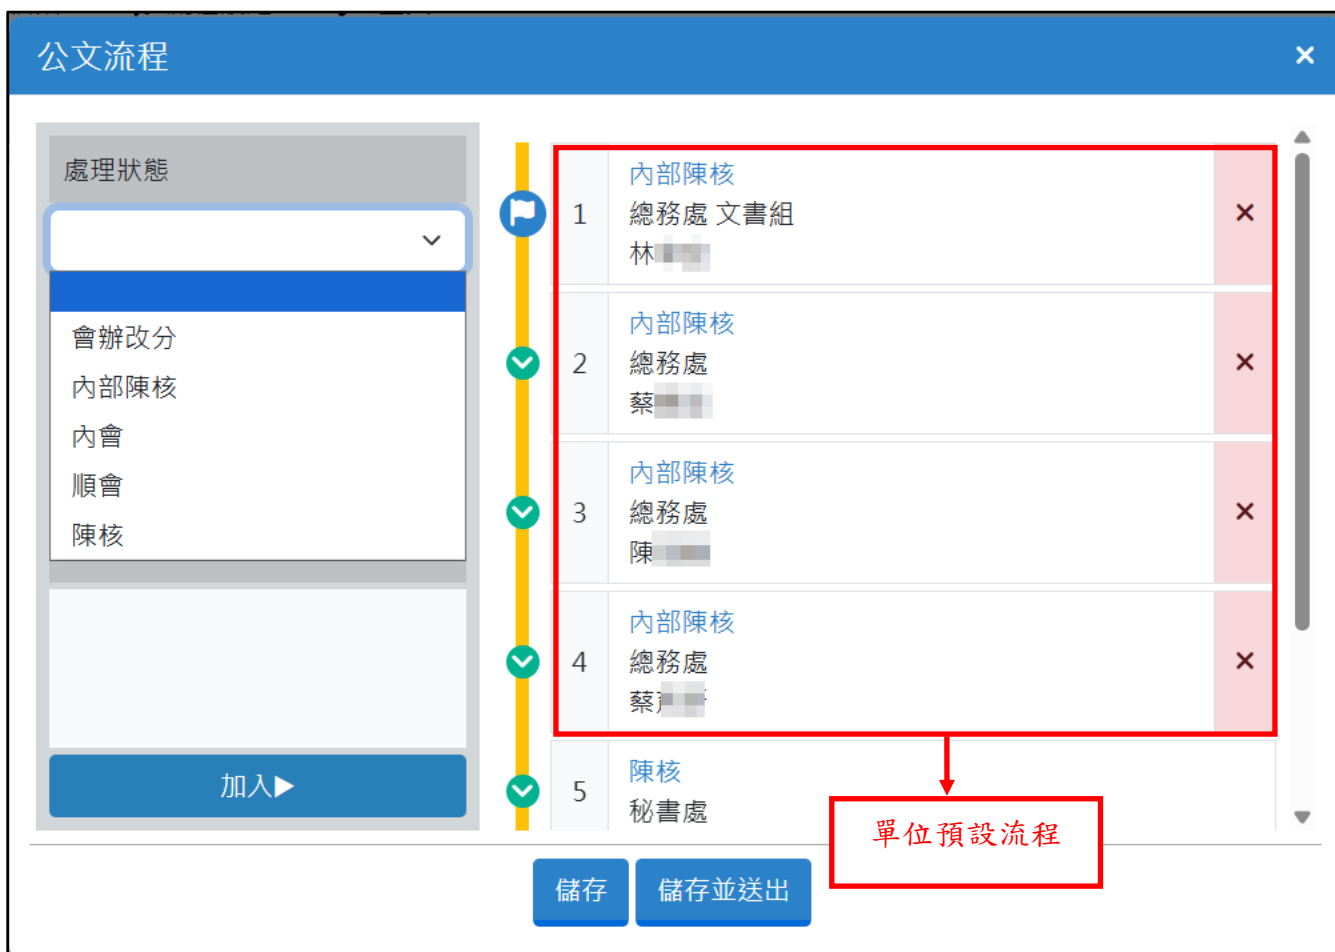 公文流程
處理狀態
會辦改分
內部陳核
內會
順會
陳核
加入▶
1
內部陳核
總務處 文書組
林
2
內部陳核
總務處
蔡
3
內部陳核
總務處
陳
4
內部陳核
總務處
蔡
5
陳核
秘書處
單位預設流程
儲存
儲存並送出